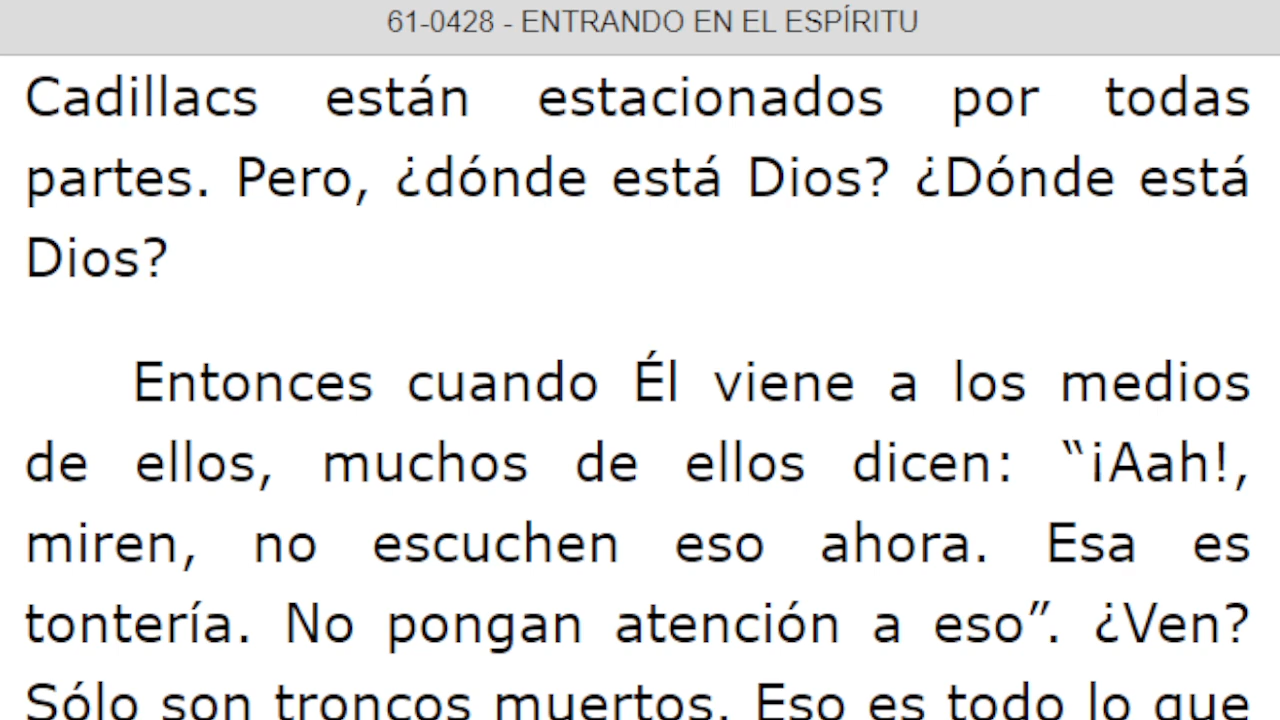 61-0428 - ENTRANDO EN EL ESPÍRITU
Cadillacs están estacionados por todas
partes. Pero, ¿dónde está Dios? ¿Dónde está
Dios?
Entonces cuando Él viene a los medios
de ellos, muchos de ellos dicen: “¡Aah!,
miren, no escuchen eso ahora. Esa es
tontería. No pongan atención a eso”. ¿Ven?
Sólo son troncos muertos. Eso es todo lo que